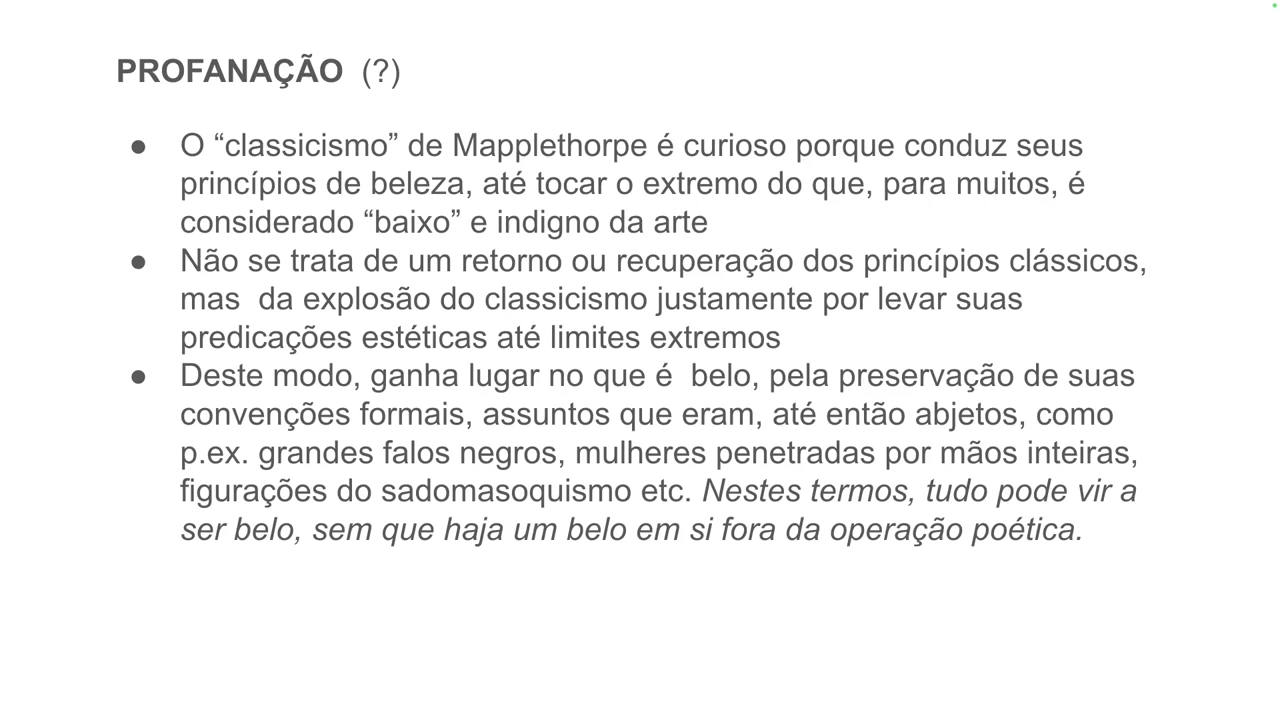 PROFANAÇÃO  (?)
● O “classicismo” de Mapplethorpe é curioso porque conduz seus
princípios de beleza, até tocar o extremo do que, para muitos, é
considerado “baixo” e indigno da arte
● Não se trata de um retorno ou recuperação dos princípios clássicos,
mas  da explosão do classicismo justamente por levar suas
predicações estéticas até limites extremos
● Deste modo, ganha lugar no que é  belo, pela preservação de suas
convenções formais, assuntos que eram, até então abjetos, como
p.ex. grandes falos negros, mulheres penetradas por mãos inteiras,
figurações do sadomasoquismo etc. Nestes termos, tudo pode vir a
ser belo, sem que haja um belo em si fora da operação poética.